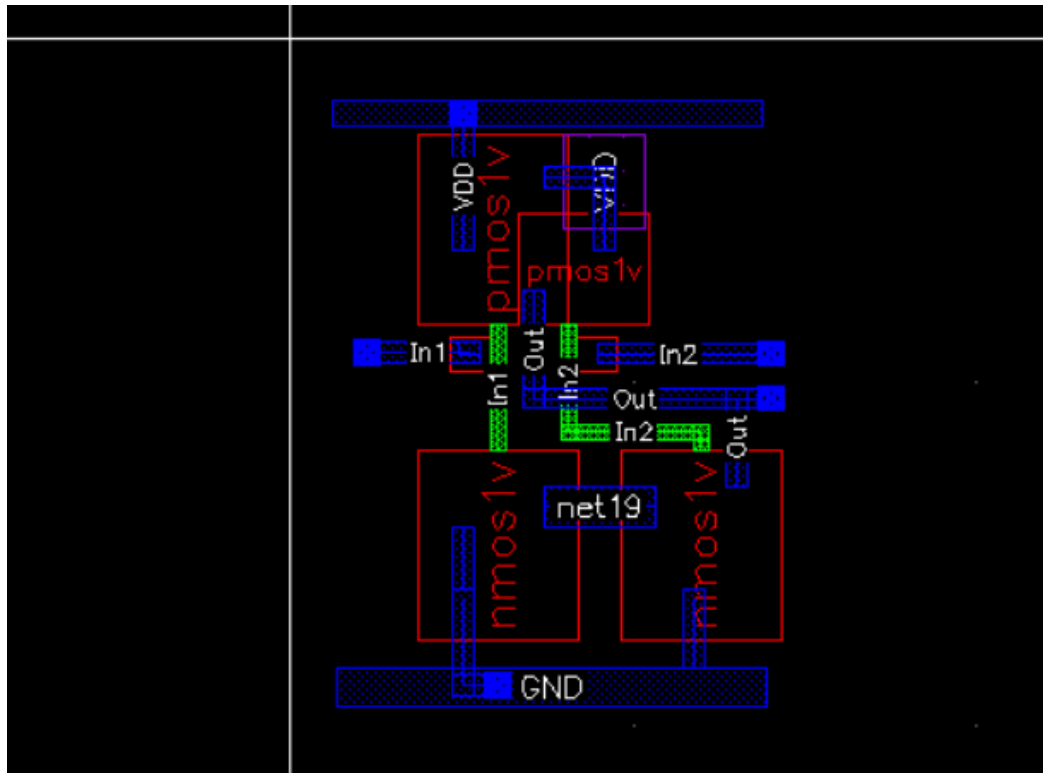 VDD
VDD
pmos1v
pmos1v
In1
Out
In2
In1
In2
Out
In2
Out
nmos1v
net19
nmos1v
GND